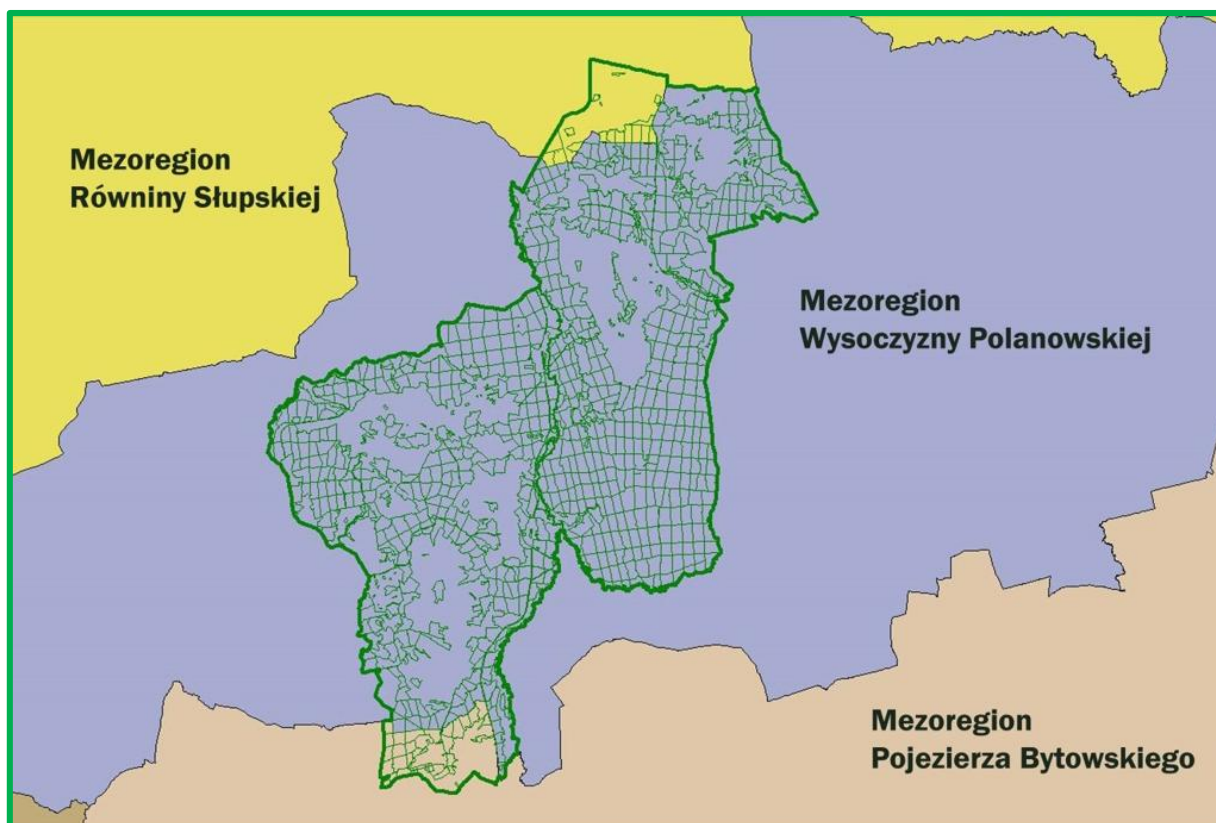 Mezoregion
Równiny Słupskiej
Mezoregion
Wysoczyzny Polanowskiej
Mezoregion
Pojezierza Bytowskiego